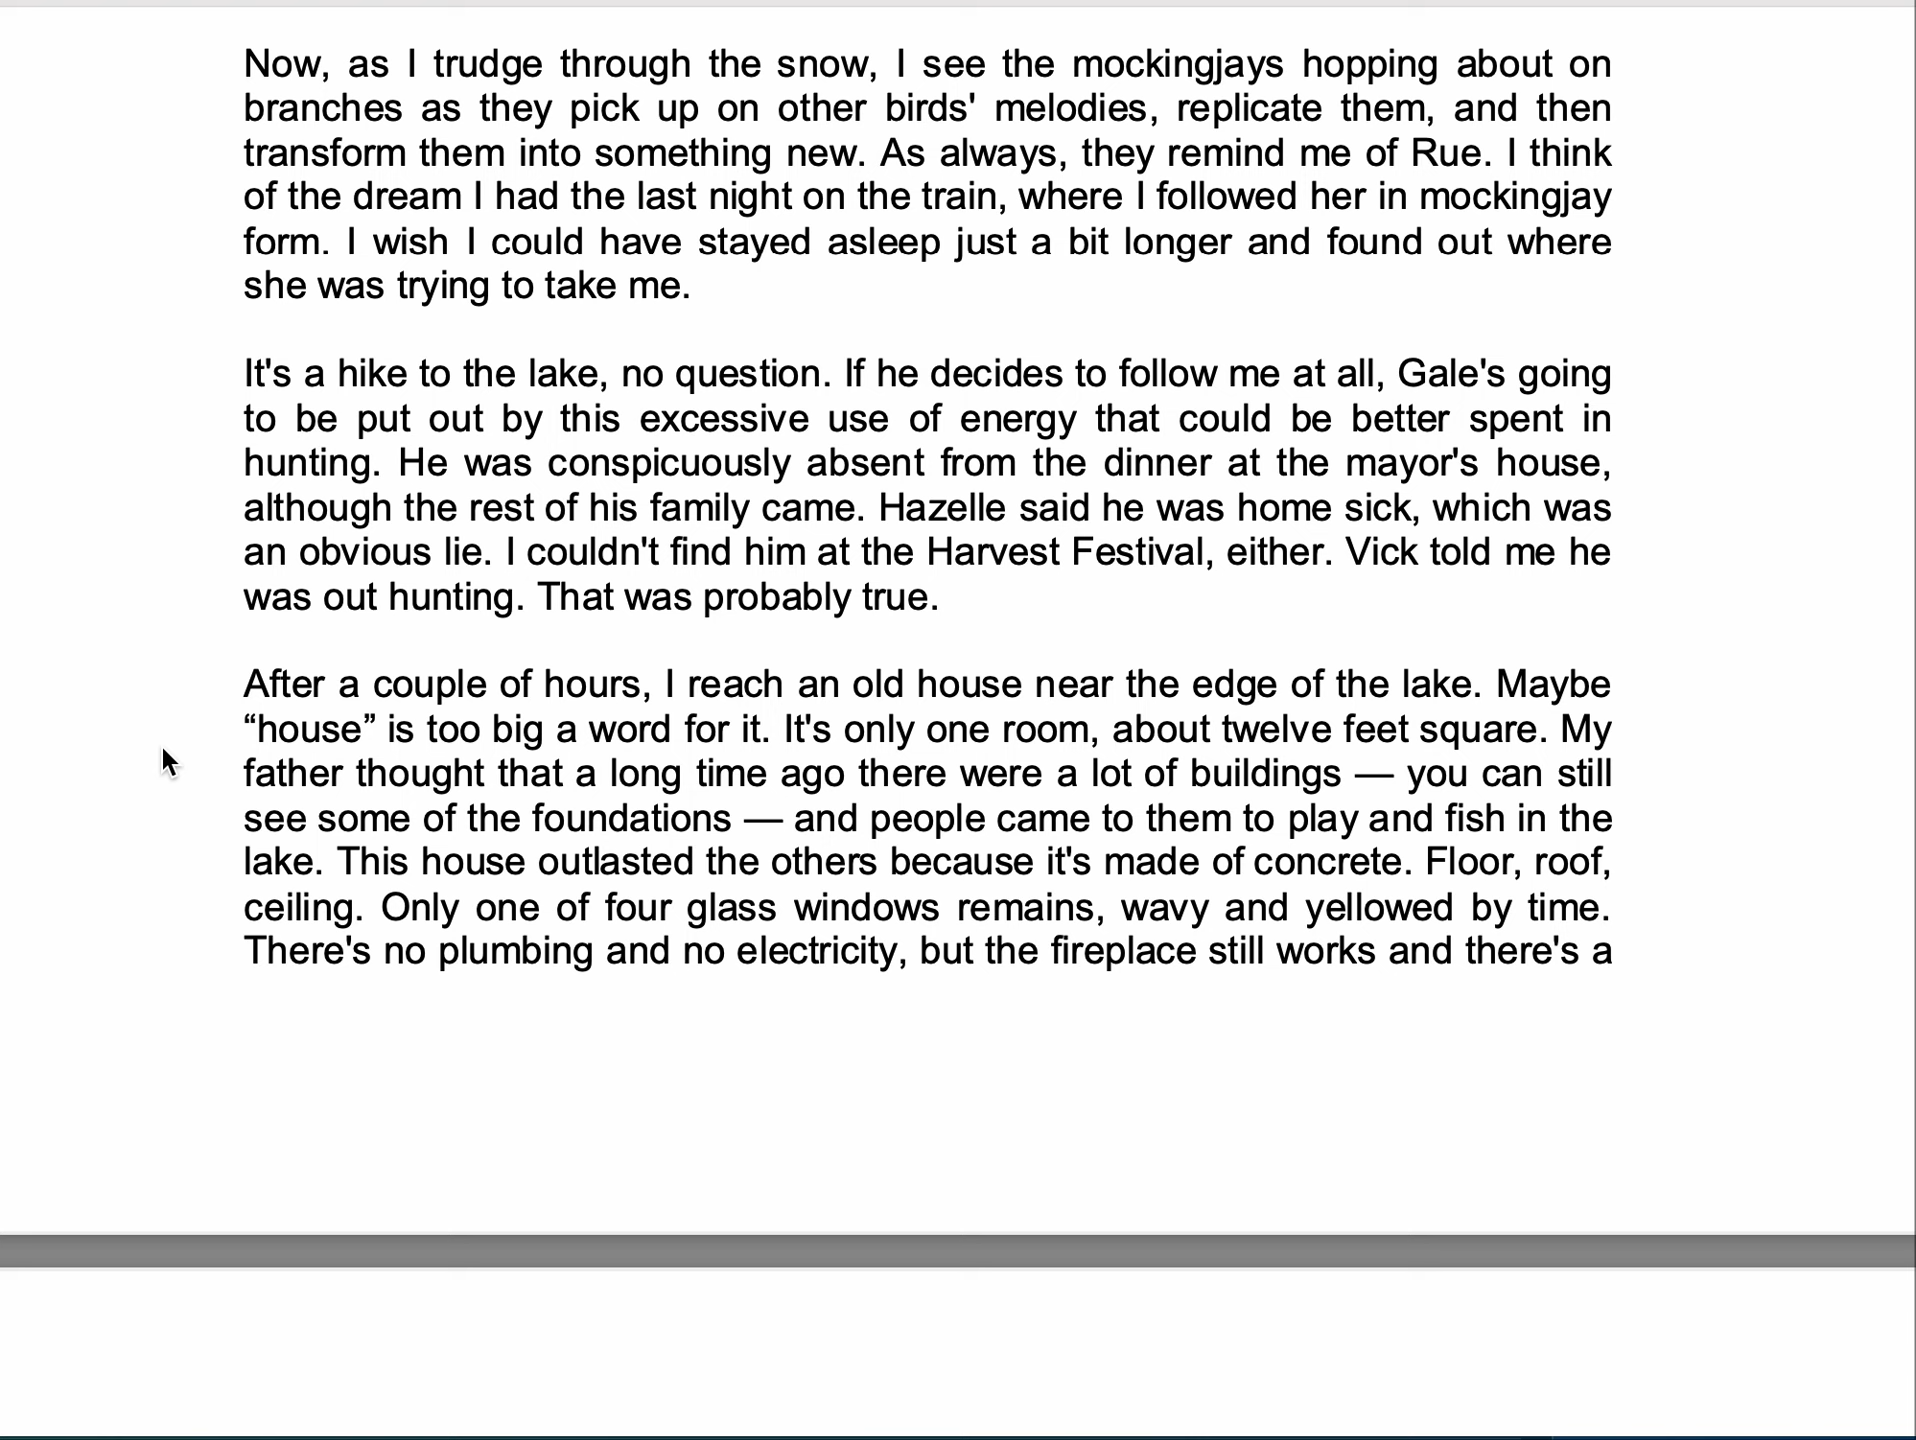 Now, as I trudge through the snow, I see the mockingjays hopping about on
branches as they pick up on other birds' melodies, replicate them, and then
transform them into something new. As always, they remind me of Rue. I think
of the dream I had the last night on the train, where I followed her in mockingjay
form. I wish I could have stayed asleep just a bit longer and found out where
she was trying to take me.
It's a hike to the lake, no question. If he decides to follow me at all, Gale's going
to be put out by this excessive use of energy that could be better spent in
hunting. He was conspicuously absent from the dinner at the mayor's house,
although the rest of his family came. Hazelle said he was home sick, which was
an obvious lie. I couldn't find him at the Harvest Festival, either. Vick told me he
was out hunting. That was probably true.
After a couple of hours, I reach an old house near the edge of the lake. Maybe
“house” is too big a word for it. It's only one room, about twelve feet square. My
father thought that a long time ago there were a lot of buildings — you can still
see some of the foundations — and people came to them to play and fish in the
lake. This house outlasted the others because it's made of concrete. Floor, roof,
ceiling. Only one of four glass windows remains, wavy and yellowed by time.
There's no plumbing and no electricity, but the fireplace still works and there's a